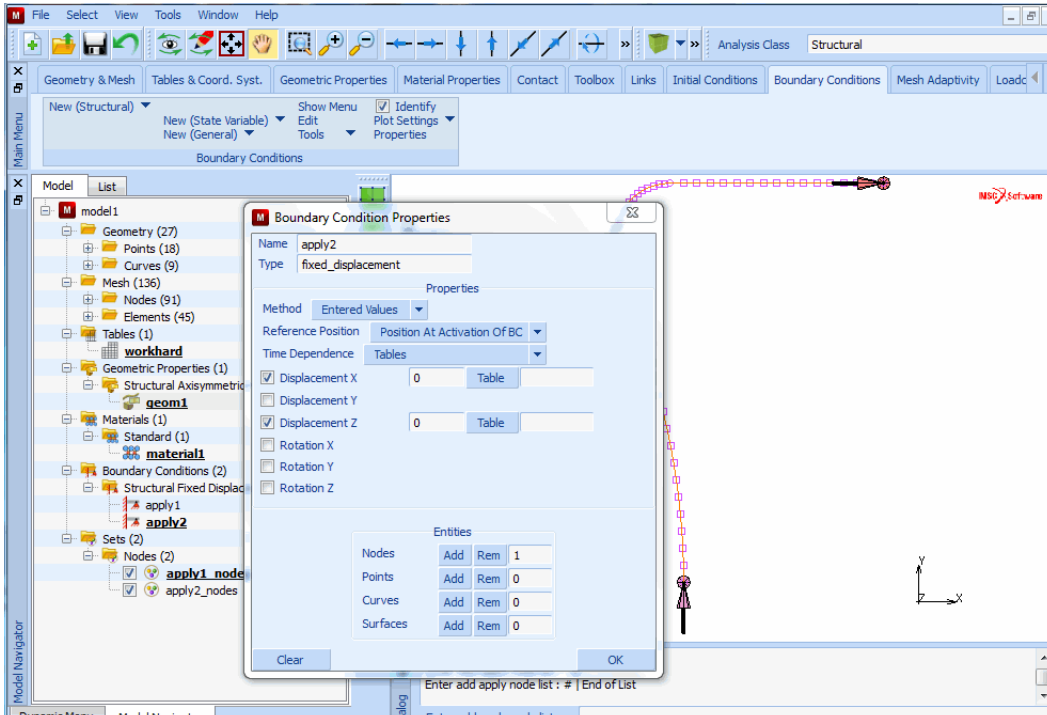 M File Select View Tools Window Help
» » Analysis Class Structural
Geometry & Mesh Tables & Coord. Syst. Geometric Properties Material Properties Contact Toolbox Links Initial Conditions Boundary Conditions Mesh Adaptivity Loadc
New (Structural) Show Menu Identify
New (State Variable) Edit Plot Settings
New (General) Tools Properties
Boundary Conditions
Main Menu
Model List
M model1
Geometry (27)
Points (18)
Curves (9)
Mesh (136)
Nodes (91)
Elements (45)
Tables (1)
workhard
Geometric Properties (1)
Structural Axisymmetric
geom1
Materials (1)
Standard (1)
material1
Boundary Conditions (2)
Structural Fixed Displac
apply1
apply2
Sets (2)
Nodes (2)
apply1_node
apply2_nodes
Model Navigator
M Boundary Condition Properties
Name apply2
Type fixed_displacement
Properties
Method Entered Values
Reference Position Position At Activation Of BC
Time Dependence Tables
Displacement X 0 Table
Displacement Y
Displacement Z 0 Table
Rotation X
Rotation Y
Rotation Z
Entities
Nodes Add Rem 1
Points Add Rem 0
Curves Add Rem 0
Surfaces Add Rem 0
Clear OK
MSC Software
Y
Z X
Enter add apply node list : # | End of List